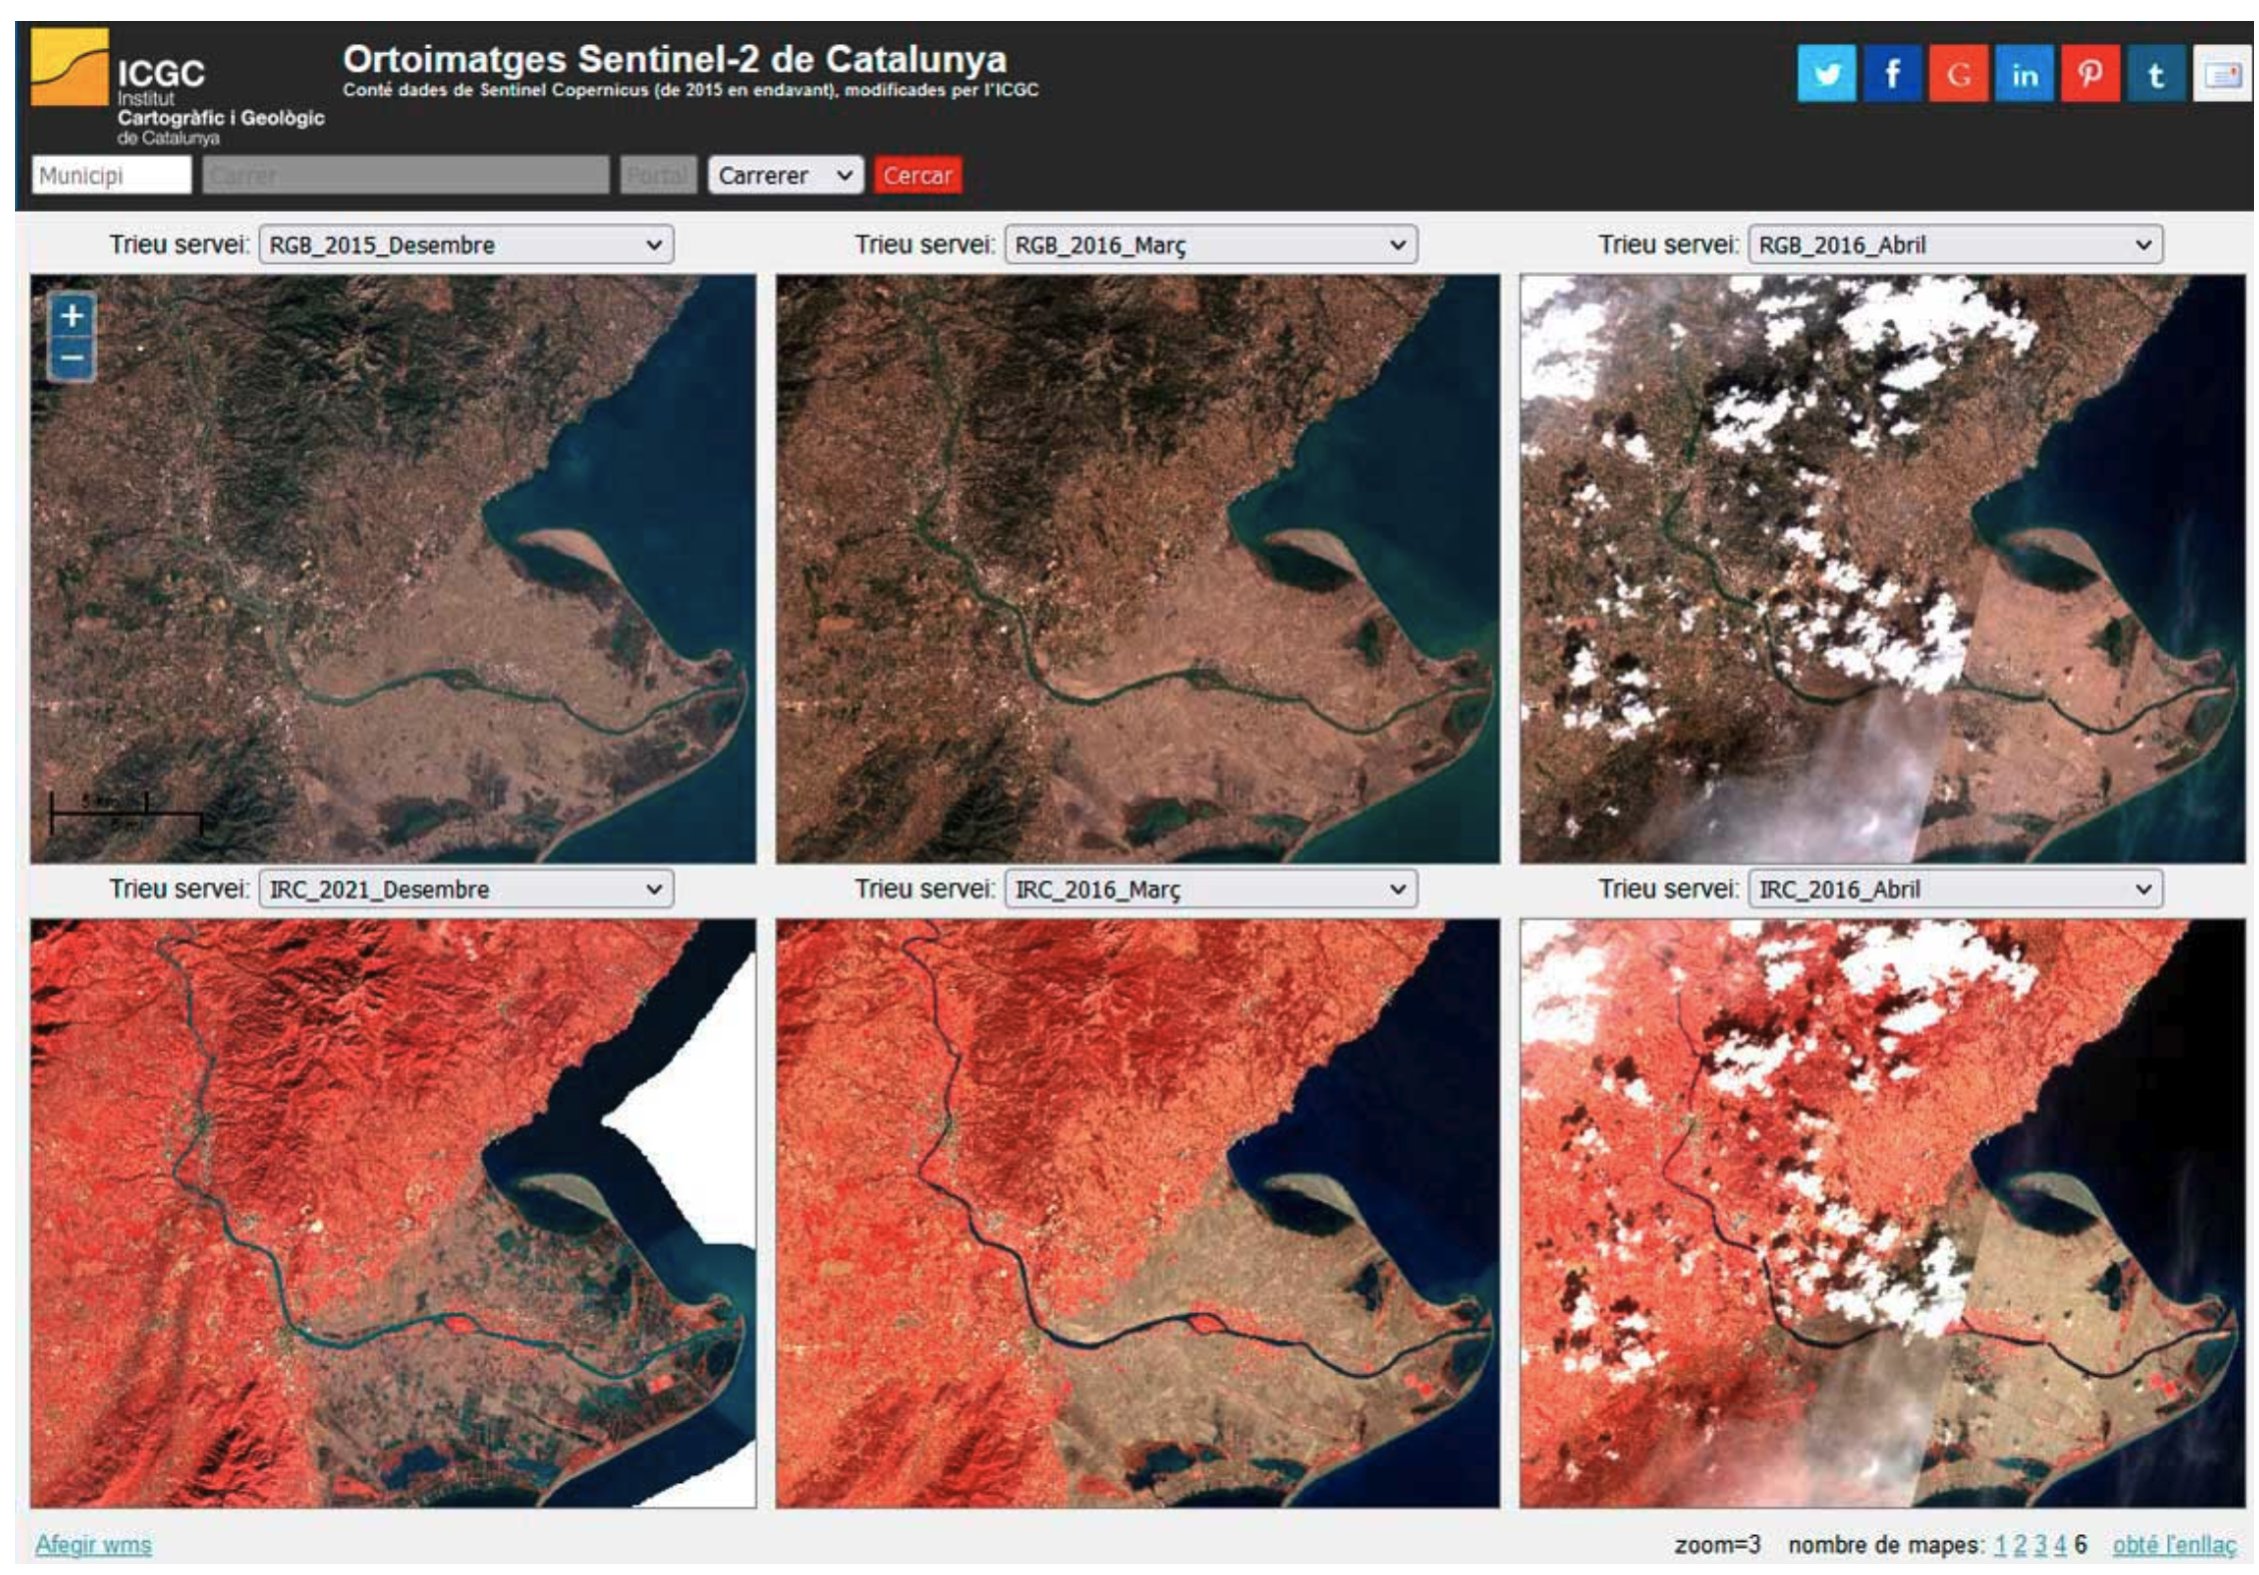 ICGC
Institut
Cartogràfic i Geològic
de Catalunya
Ortoimatges Sentinel-2 de Catalunya
Conté dades de Sentinel Copernicus (de 2015 en endavant), modificades per l'ICGC
Municipi
Carrer
Portal
Carrerer
Cercar
Trieu servei: RGB_2015_Desembre
Trieu servei: RGB_2016_Març
Trieu servei: RGB_2016_Abril
+
−
Trieu servei: IRC_2021_Desembre
Trieu servei: IRC_2016_Març
Trieu servei: IRC_2016_Abril
Afegir wms
zoom=3 nombre de mapes: 1 2 3 4 6 obté l'enllaç